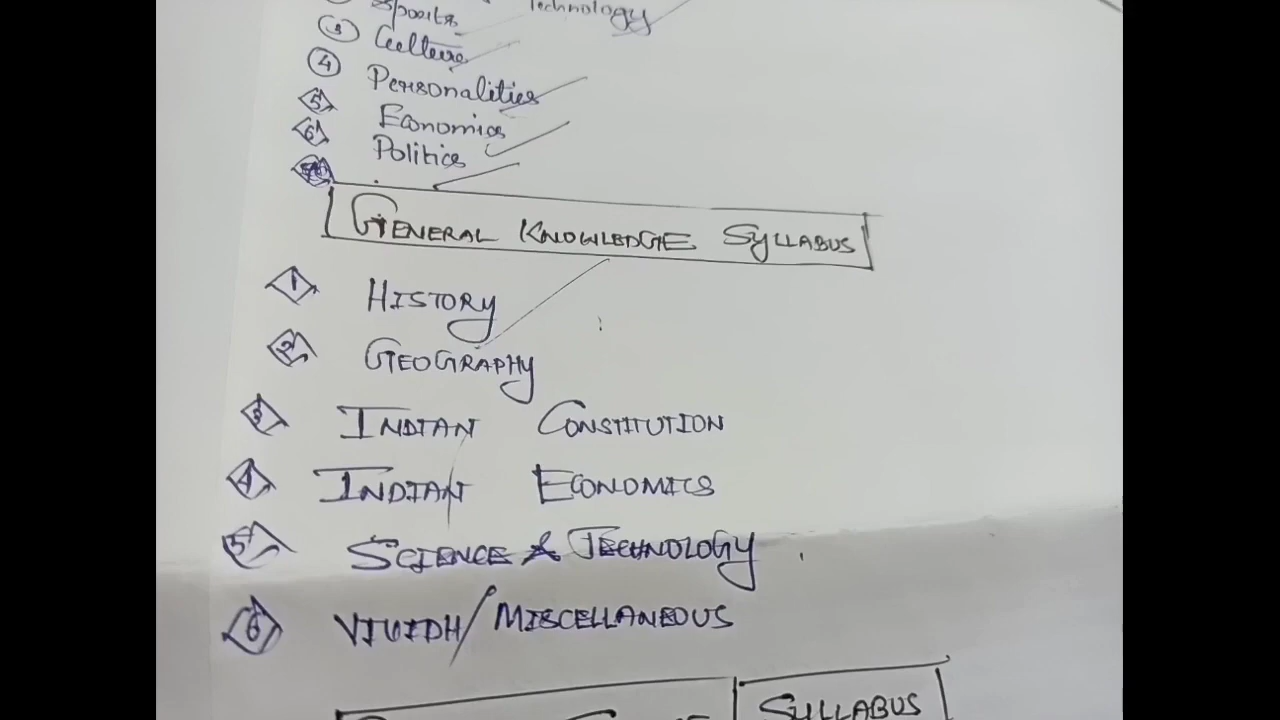 Sports Technology
③ Culture
④ Personalities
5 Economics
6 Politics
GENERAL KNOWLEDGE SYLLABUS
1 HISTORY
2 GEOGRAPHY
3 INDIAN CONSTITUTION
4 INDIAN ECONOMICS
5 SCIENCE & TECHNOLOGY
6 VIVIDH/MISCELLANEOUS
SYLLABUS